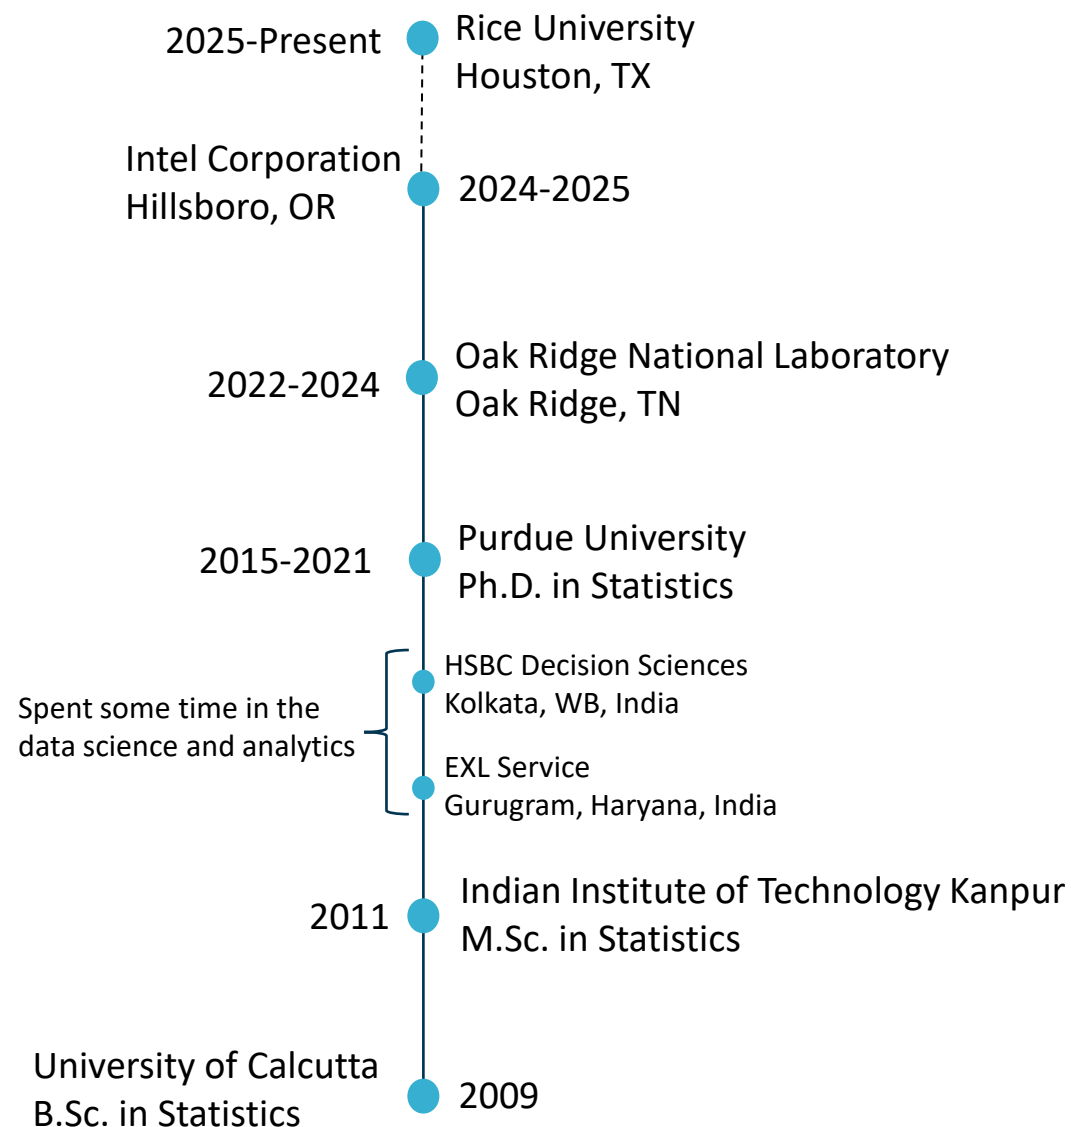 2025-Present
Rice University
Houston, TX
Intel Corporation
Hillsboro, OR
2024-2025
2022-2024
Oak Ridge National Laboratory
Oak Ridge, TN
2015-2021
Purdue University
Ph.D. in Statistics
Spent some time in the
data science and analytics
HSBC Decision Sciences
Kolkata, WB, India
EXL Service
Gurugram, Haryana, India
2011
Indian Institute of Technology Kanpur
M.Sc. in Statistics
University of Calcutta
B.Sc. in Statistics
2009